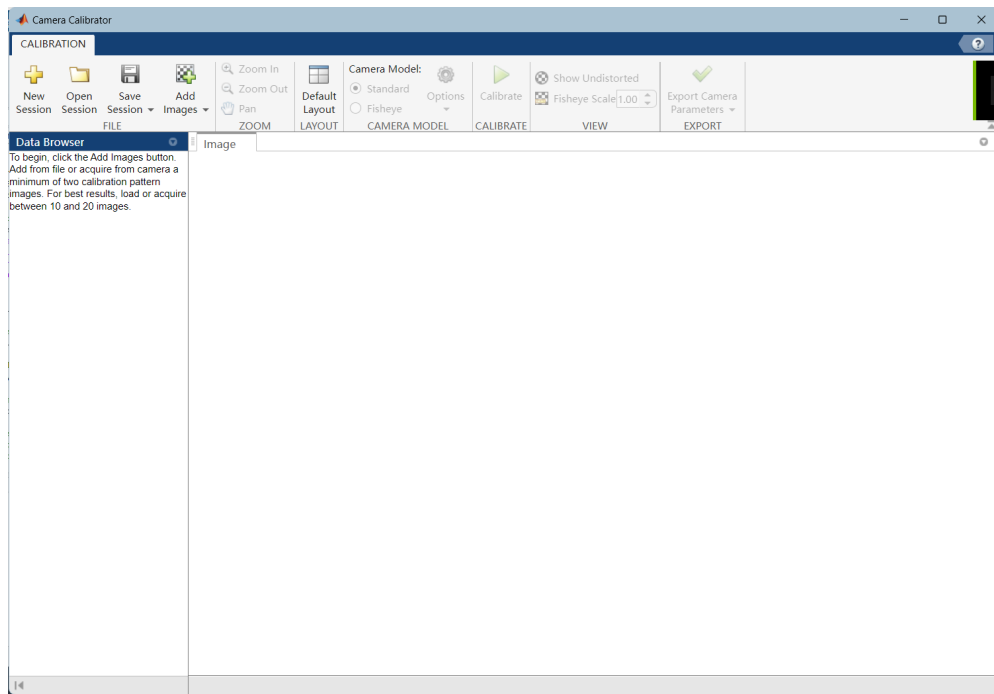 Camera Calibrator
CALIBRATION
?
New Session
Open Session
Save Session
Add Images
FILE
Zoom In
Zoom Out
Pan
ZOOM
Default Layout
LAYOUT
Camera Model:
Standard
Fisheye
Options
CAMERA MODEL
Calibrate
CALIBRATE
Show Undistorted
Fisheye Scale 1.00
VIEW
Export Camera Parameters
EXPORT
Data Browser
Image
To begin, click the Add Images button.
Add from file or acquire from camera a
minimum of two calibration pattern
images. For best results, load or acquire
between 10 and 20 images.